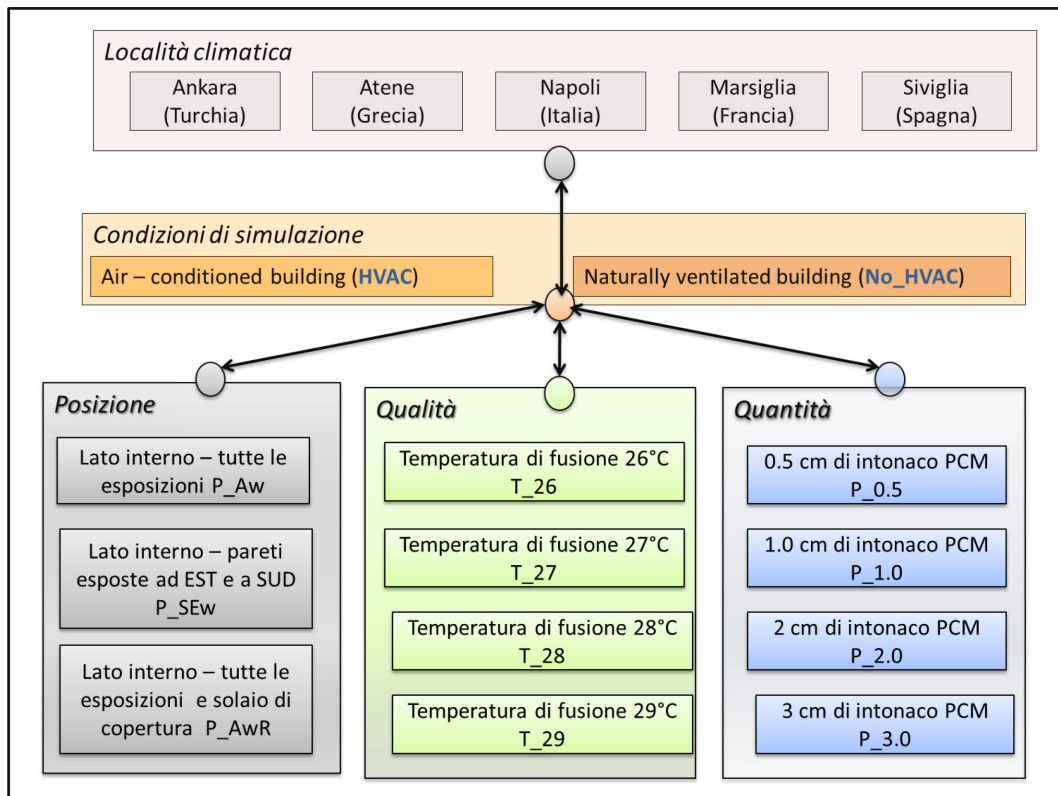 Località climatica
Ankara
(Turchia)
Atene
(Grecia)
Napoli
(Italia)
Marsiglia
(Francia)
Siviglia
(Spagna)
Condizioni di simulazione
Air – conditioned building (HVAC)
Naturally ventilated building (No_HVAC)
Posizione
Lato interno – tutte le
esposizioni P_Aw
Lato interno – pareti
esposte ad EST e a SUD
P_SEw
Lato interno – tutte le
esposizioni e solaio di
copertura P_AwR
Qualità
Temperatura di fusione 26°C
T_26
Temperatura di fusione 27°C
T_27
Temperatura di fusione 28°C
T_28
Temperatura di fusione 29°C
T_29
Quantità
0.5 cm di intonaco PCM
P_0.5
1.0 cm di intonaco PCM
P_1.0
2 cm di intonaco PCM
P_2.0
3 cm di intonaco PCM
P_3.0